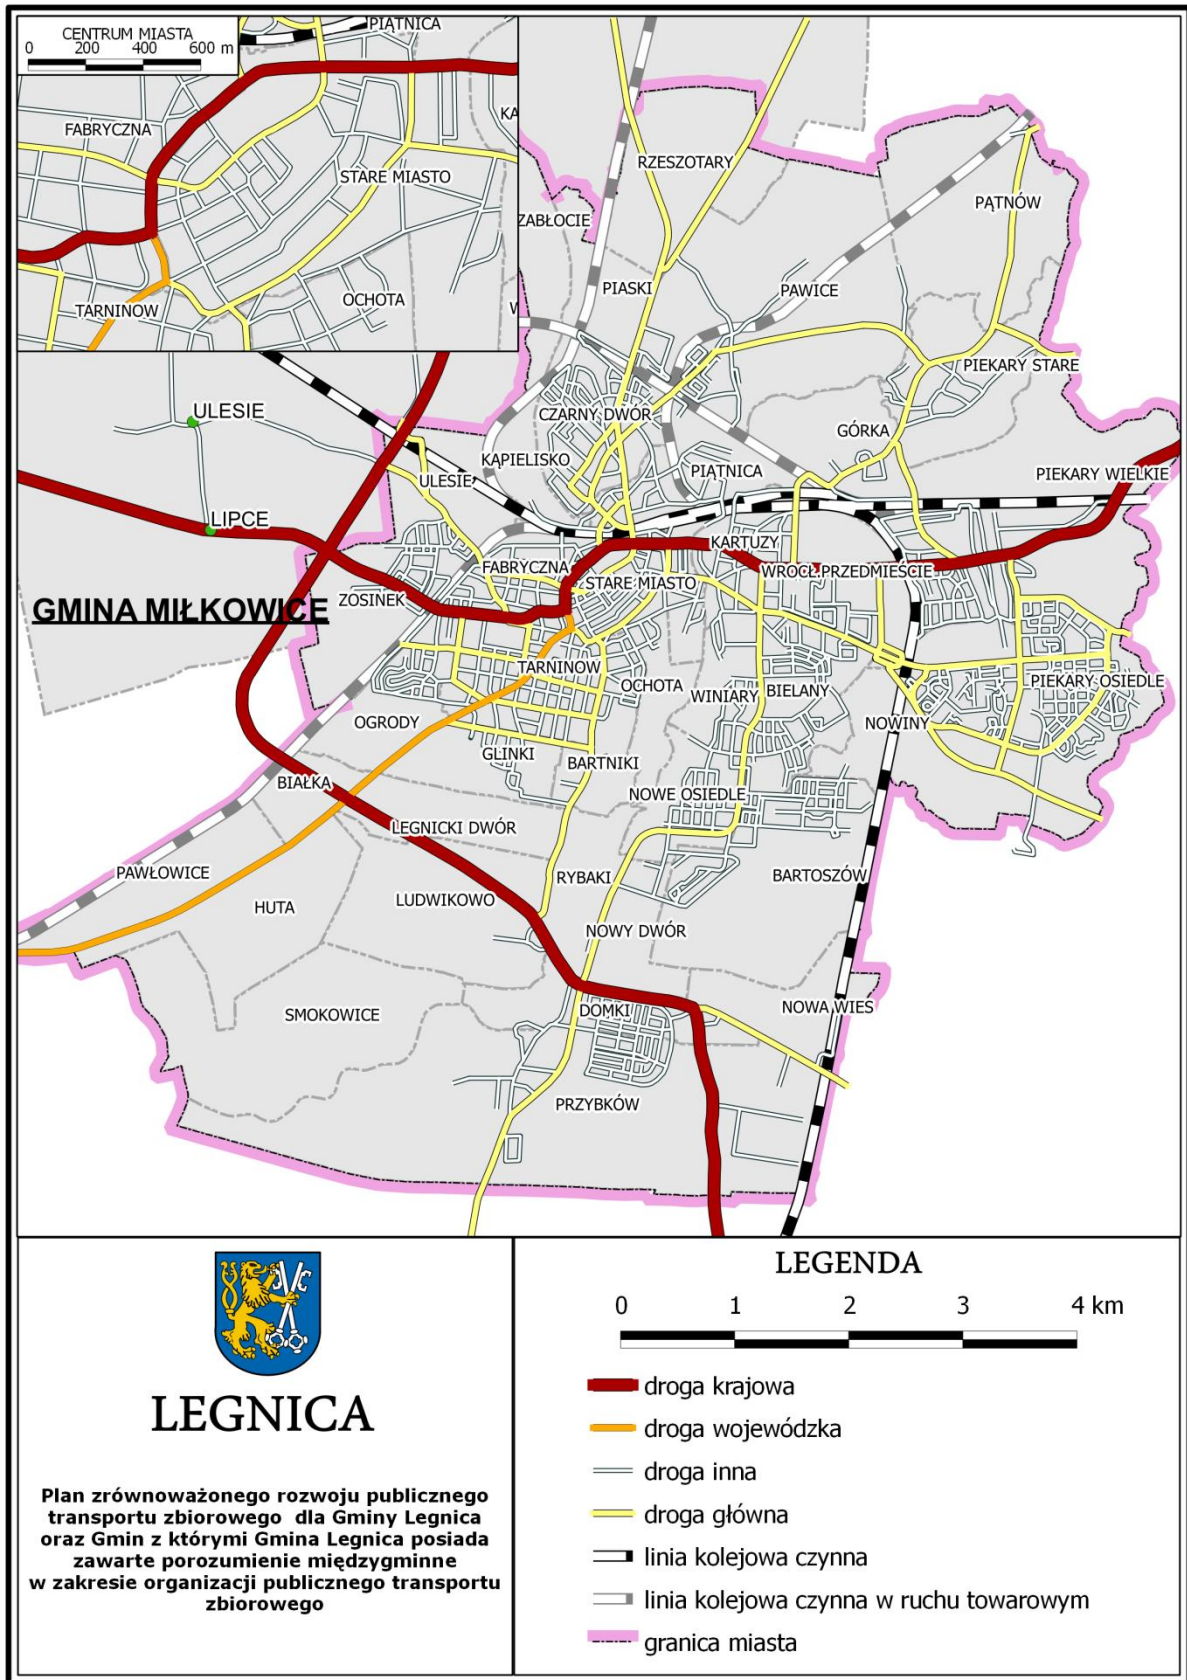 CENTRUM MIASTA
0 200 400 600 m
PIĄTNICA
FABRYCZNA
KA
STARE MIASTO
OCHOTA
TARNINOW
RZESZOTARY
ZABŁOCIE
PĄTNÓW
PIASKI
PAWICE
W
PIEKARY STARE
ULESIE
CZARNY DWÓR
GÓRKA
KĄPIELISKO
PIĄTNICA
PIEKARY WIELKIE
ULESIE
LIPCE
KARTUZY
FABRYCZNA
STARE MIASTO
WROCŁ.PRZEDMIEŚCIE
ZOSINEK
GMINA MIŁKOWICE
TARNINOW
OCHOTA
WINIARY
BIELANY
PIEKARY OSIEDLE
OGRODY
NOWINY
GLINKI
BARTNIKI
BIAŁKA
NOWE OSIEDLE
LEGNICKI DWÓR
PAWŁOWICE
RYBAKI
BARTOSZÓW
HUTA
LUDWIKOWO
NOWY DWÓR
SMOKOWICE
DOMKI
NOWA WIES
PRZYBKÓW
LEGNICA
Plan zrównoważonego rozwoju publicznego
transportu zbiorowego dla Gminy Legnica
oraz Gmin z którymi Gmina Legnica posiada
zawarte porozumienie międzygminne
w zakresie organizacji publicznego transportu
zbiorowego
LEGENDA
0 1 2 3 4 km
droga krajowa
droga wojewódzka
droga inna
droga główna
linia kolejowa czynna
linia kolejowa czynna w ruchu towarowym
granica miasta